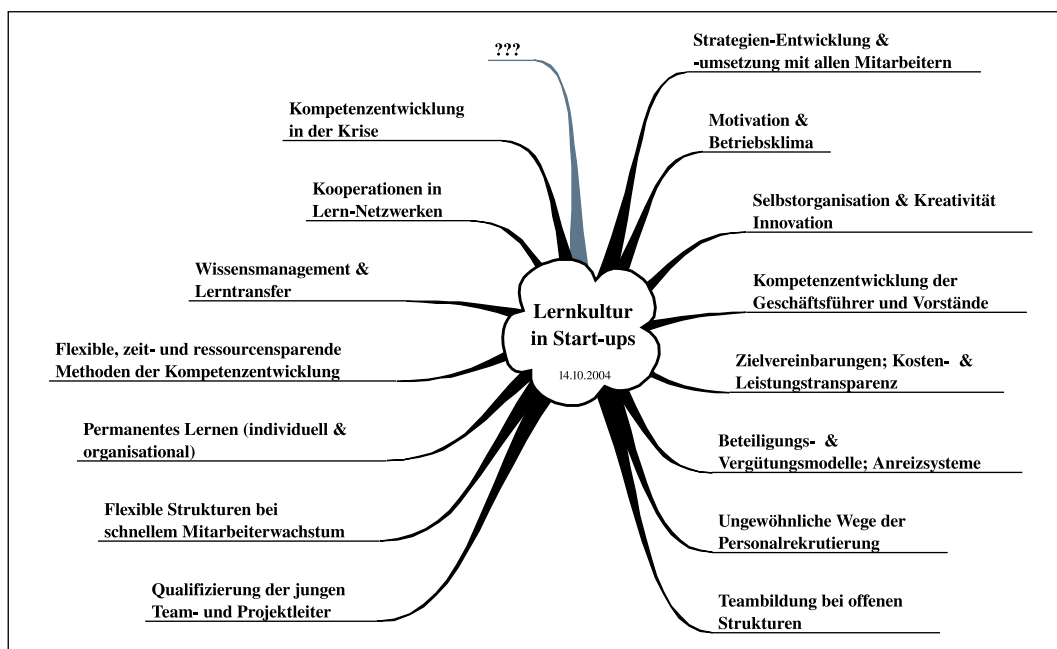 ???
Kompetenzentwicklung
in der Krise
Kooperationen in
Lern-Netzwerken
Wissensmanagement &
Lerntransfer
Flexible, zeit- und ressourcensparende
Methoden der Kompetenzentwicklung
Permanentes Lernen (individuell &
organisational)
Flexible Strukturen bei
schnellem Mitarbeiterwachstum
Qualifizierung der jungen
Team- und Projektleiter
Lernkultur
in Start-ups
14.10.2004
Strategien-Entwicklung &
-umsetzung mit allen Mitarbeitern
Motivation &
Betriebsklima
Selbstorganisation & Kreativität
Innovation
Kompetenzentwicklung der
Geschäftsführer und Vorstände
Zielvereinbarungen; Kosten- &
Leistungstransparenz
Beteiligungs- &
Vergütungsmodelle; Anreizsysteme
Ungewöhnliche Wege der
Personalrekrutierung
Teambildung bei offenen
Strukturen